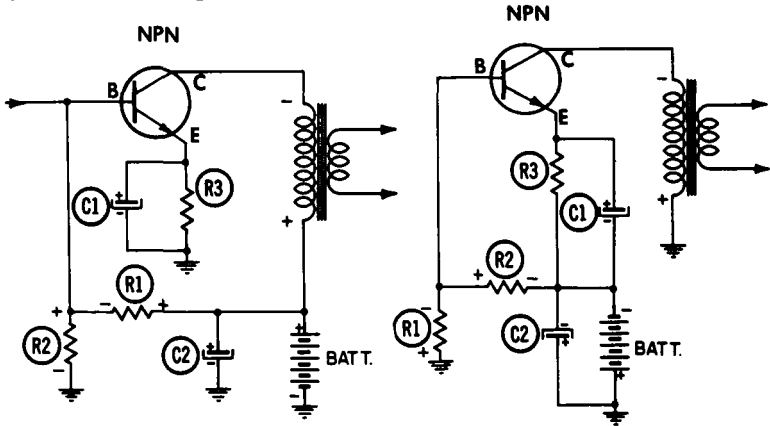 NPN
B
C
E
-
+
C1
R3
R1
+
-
+
R2
-
C2
+
-
BATT.
NPN
B
C
E
-
+
R3
C1
R2
+
-
R1
-
+
C2
-
+
BATT.